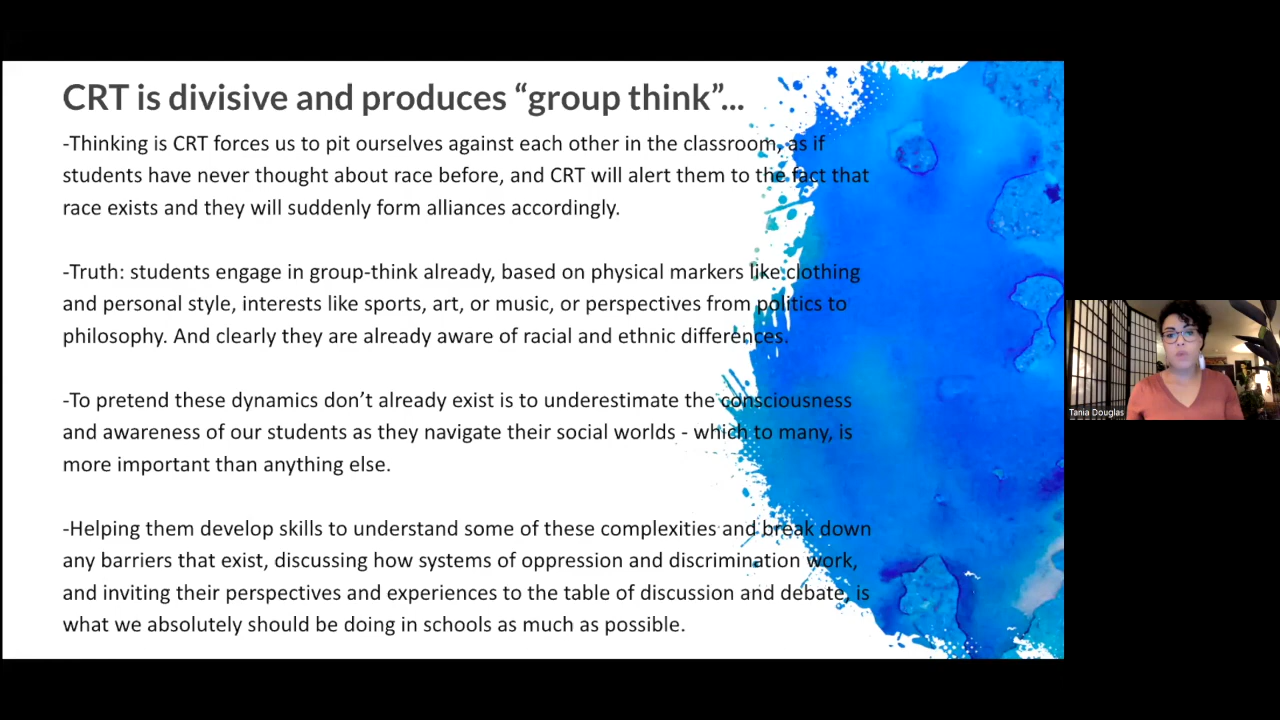 CRT is divisive and produces “group think”...
-Thinking is CRT forces us to pit ourselves against each other in the classroom, as if
students have never thought about race before, and CRT will alert them to the fact that
race exists and they will suddenly form alliances accordingly.
-Truth: students engage in group-think already, based on physical markers like clothing
and personal style, interests like sports, art, or music, or perspectives from politics to
philosophy. And clearly they are already aware of racial and ethnic differences.
-To pretend these dynamics don’t already exist is to underestimate the consciousness
and awareness of our students as they navigate their social worlds - which to many, is
more important than anything else.
-Helping them develop skills to understand some of these complexities and break down
any barriers that exist, discussing how systems of oppression and discrimination work,
and inviting their perspectives and experiences to the table of discussion and debate, is
what we absolutely should be doing in schools as much as possible.
Tania Douglas